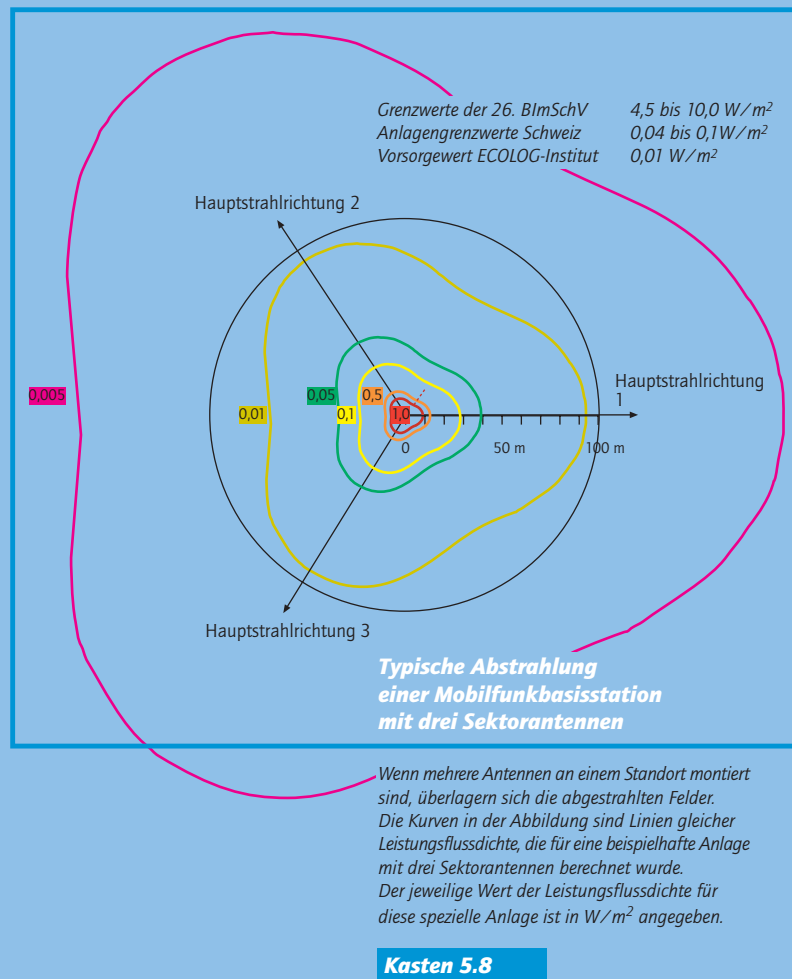 Grenzwerte der 26. BImSchV 4,5 bis 10,0 W/m²
Anlagengrenzwerte Schweiz 0,04 bis 0,1W/m²
Vorsorgewert ECOLOG-Institut 0,01 W/m²
Hauptstrahlrichtung 2
Hauptstrahlrichtung
1
0,005
0,01
0,05
0,1
0,5
1,0
0
50 m
100 m
Hauptstrahlrichtung 3
Typische Abstrahlung
einer Mobilfunkbasisstation
mit drei Sektorantennen
Wenn mehrere Antennen an einem Standort montiert
sind, überlagern sich die abgestrahlten Felder.
Die Kurven in der Abbildung sind Linien gleicher
Leistungsflussdichte, die für eine beispielhafte Anlage
mit drei Sektorantennen berechnet wurde.
Der jeweilige Wert der Leistungsflussdichte für
diese spezielle Anlage ist in W/m² angegeben.
Kasten 5.8